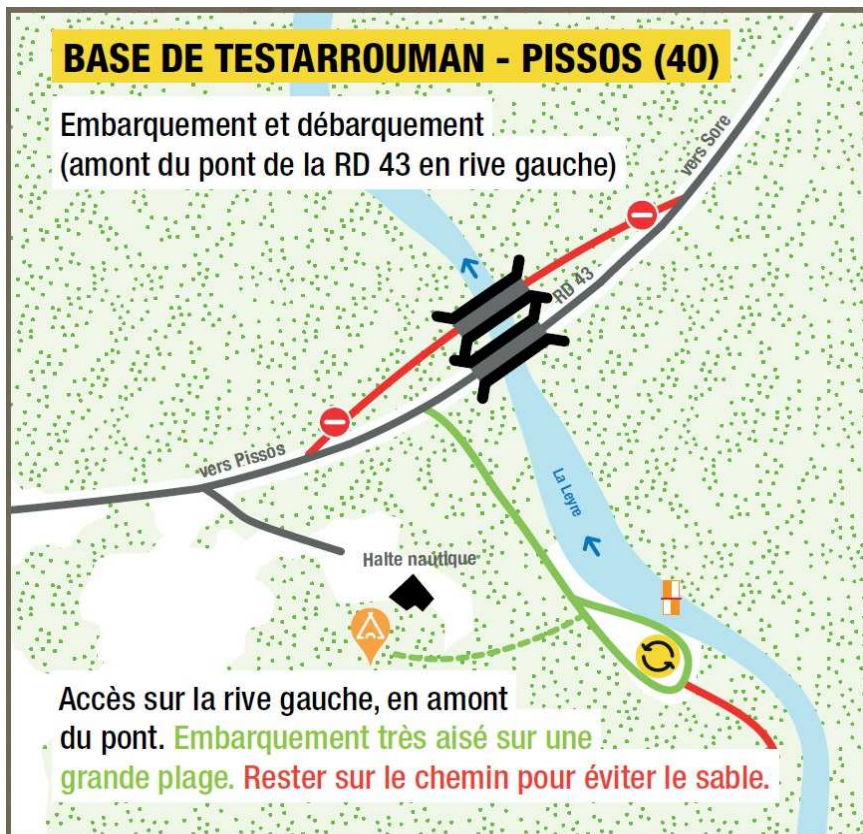 BASE DE TESTARROUMAN - PISSOS (40)
Embarquement et débarquement
(amont du pont de la RD 43 en rive gauche)
vers Sore
RD 43
vers Pissos
La Leyre
Halte nautique
Accès sur la rive gauche, en amont
du pont. Embarquement très aisé sur une
grande plage. Rester sur le chemin pour éviter le sable.